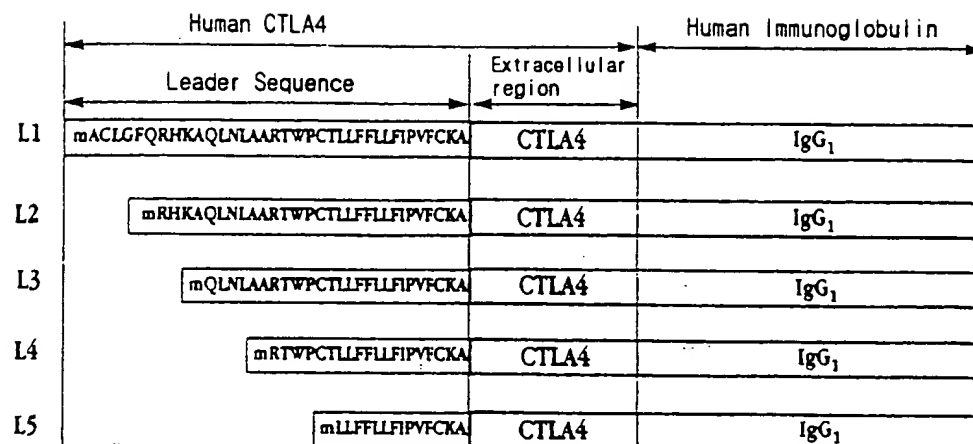 Human CTLA4 Human Immunoglobulin
Leader Sequence Extracellular region
L1 mACLGFQRHKAQLNLAARTWPCTLLFFLLFIPVFCKA CTLA4 IgG₁
L2 mRHKAQLNLAARTWPCTLLFFLLFIPVFCKA CTLA4 IgG₁
L3 mQLNLAARTWPCTLLFFLLFIPVFCKA CTLA4 IgG₁
L4 mRTWPCTLLFFLLFIPVFCKA CTLA4 IgG₁
L5 mLLFFLLFIPVFCKA CTLA4 IgG₁